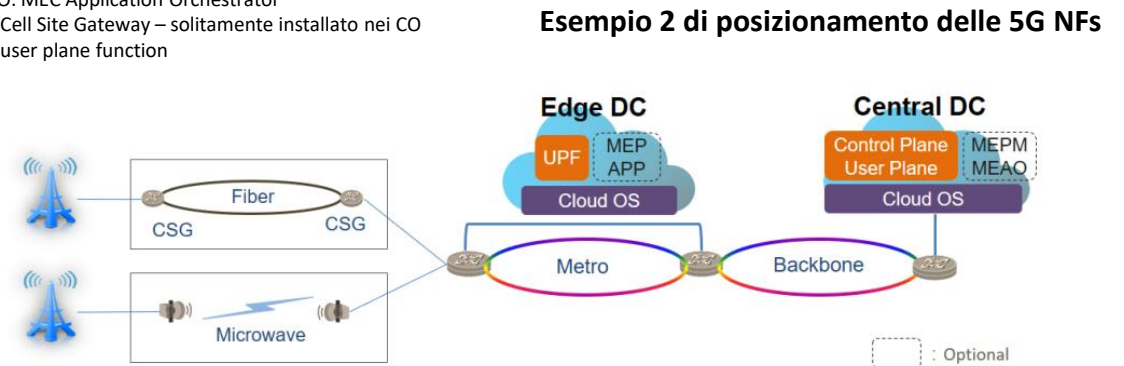 O: MEC Application Orchestrator
Cell Site Gateway – solitamente installato nei CO
user plane function
Esempio 2 di posizionamento delle 5G NFs
Edge DC
Central DC
UPF
MEP
APP
Cloud OS
Control Plane
User Plane
MEPM
MEAO
Cloud OS
Fiber
CSG
CSG
Metro
Backbone
Microwave
: Optional